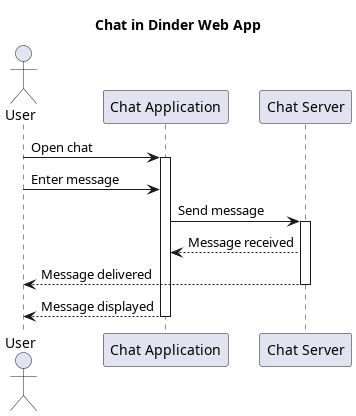 Chat in Dinder Web App
User
Chat Application
Chat Server
Open chat
Enter message
Send message
Message received
Message delivered
Message displayed
User
Chat Application
Chat Server